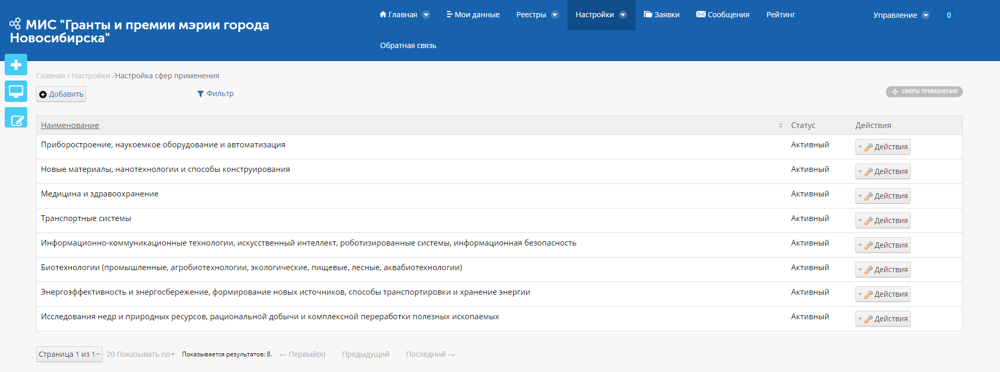 МИС "Гранты и премии мэрии города
Новосибирска"
Главная Мои данные Реестры Настройки Заявки Сообщения Рейтинг
Обратная связь
Управление 0
Главная / Настройки /Настройка сфер применения
Добавить Фильтр СФЕРЫ ПРИМЕНЕНИЯ
Наименование Статус Действия
Приборостроение, наукоемкое оборудование и автоматизация Активный Действия
Новые материалы, нанотехнологии и способы конструирования Активный Действия
Медицина и здравоохранение Активный Действия
Транспортные системы Активный Действия
Информационно-коммуникационные технологии, искусственный интеллект, роботизированные системы, информационная безопасность Активный Действия
Биотехнологии (промышленные, агробиотехнологии, экологические, пищевые, лесные, аквабиотехнологии) Активный Действия
Энергоэффективность и энергосбережение, формирование новых источников, способы транспортировки и хранение энергии Активный Действия
Исследования недр и природных ресурсов, рациональной добычи и комплексной переработки полезных ископаемых Активный Действия
Страница 1 из 1 20 Показывать по Показывается результатов: 8. ← Первый(я) Предыдущий Последний →